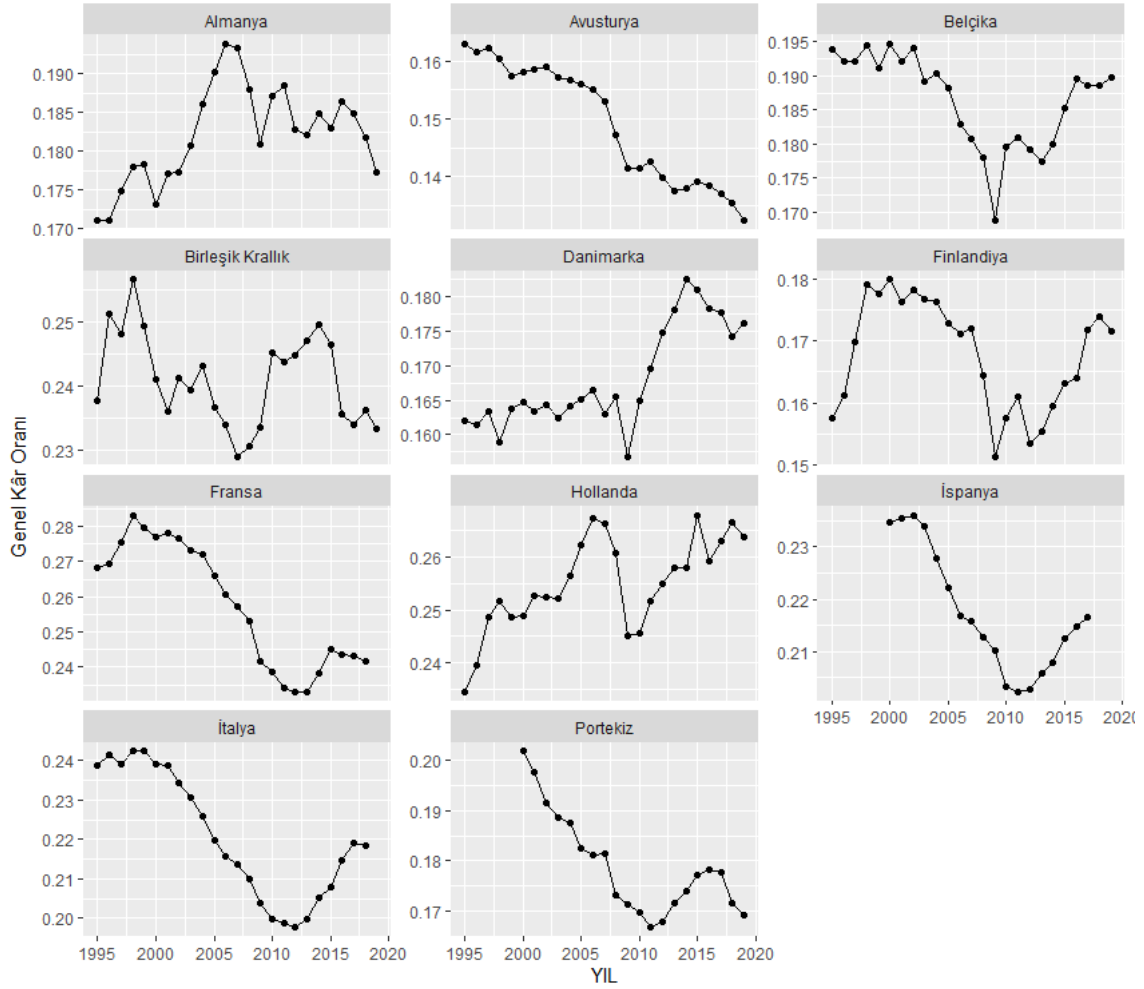 Almanya
Avusturya
Belçika
0.190
0.185
0.180
0.175
0.170
0.16
0.15
0.14
0.195
0.190
0.185
0.180
0.175
0.170
Birleşik Krallık
Danimarka
Finlandiya
0.25
0.24
0.23
0.180
0.175
0.170
0.165
0.160
0.18
0.17
0.16
0.15
Fransa
Hollanda
İspanya
0.28
0.27
0.26
0.25
0.24
0.26
0.25
0.24
0.23
0.22
0.21
1995 2000 2005 2010 2015 2020
İtalya
Portekiz
0.24
0.23
0.22
0.21
0.20
0.20
0.19
0.18
0.17
1995 2000 2005 2010 2015 2020
1995 2000 2005 2010 2015 2020
Genel Kâr Oranı
YIL